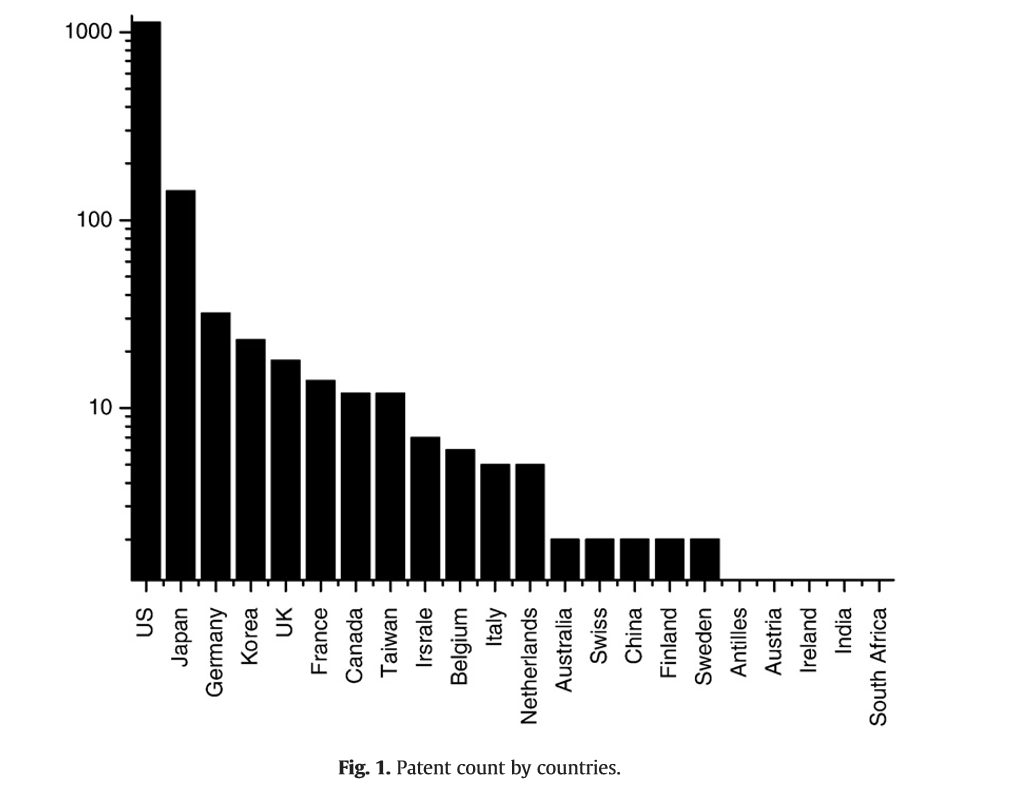 1000
100
10
US
Japan
Germany
Korea
UK
France
Canada
Taiwan
Irsrale
Belgium
Italy
Netherlands
Australia
Swiss
China
Finland
Sweden
Antilles
Austria
Ireland
India
South Africa
Fig. 1. Patent count by countries.